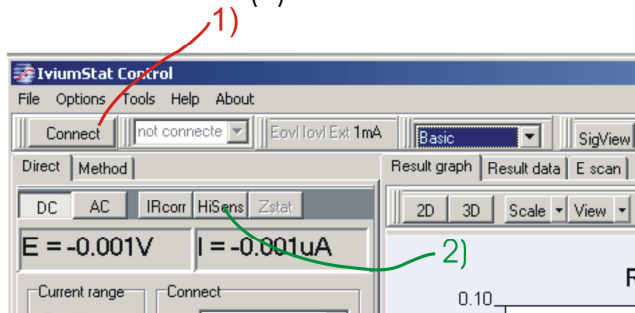 1)
IviumStat Control
File Options Tools Help About
Connect not connecte Eovl Iovl Ext 1mA Basic SigView
Direct Method Result graph Result data E scan
DC AC IRcorr HiSens Zstat 2D 3D Scale View
E = -0.001V I = -0.001uA
2)
Current range Connect
0.10